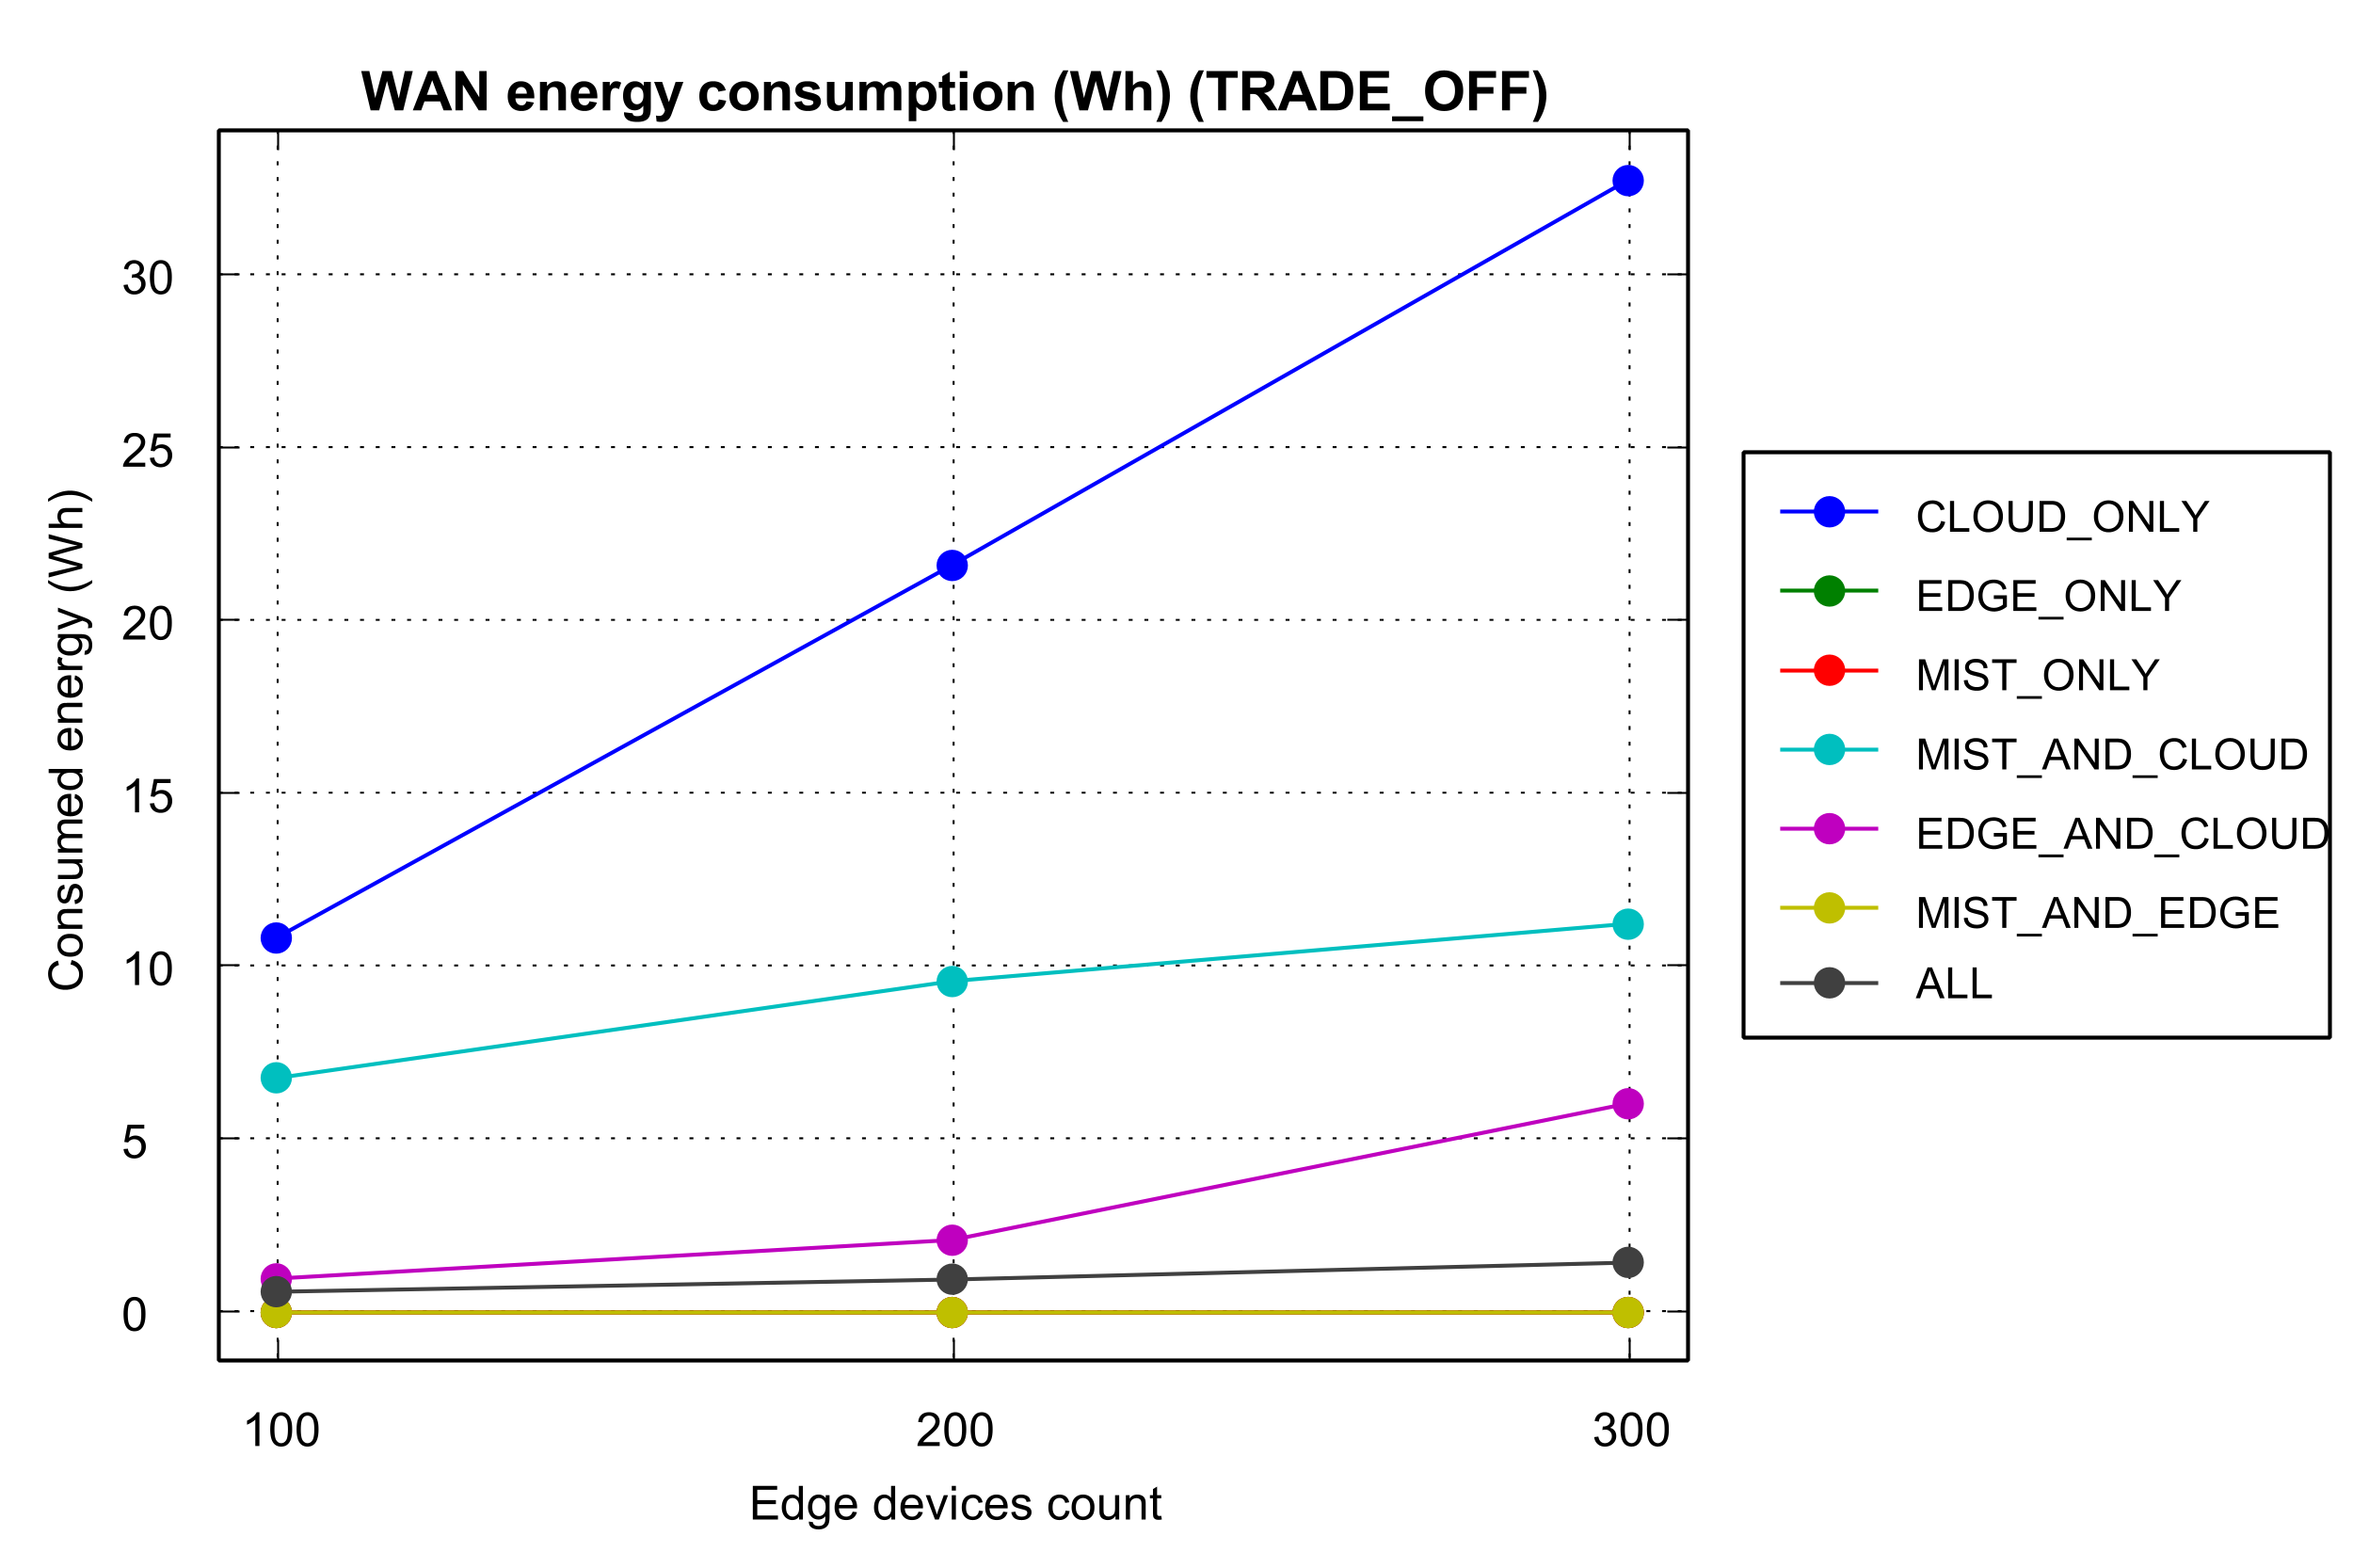 WAN energy consumption (Wh) (TRADE_OFF)
Consumed energy (Wh)
30
25
20
15
10
5
0
100 200 300
Edge devices count
CLOUD_ONLY
EDGE_ONLY
MIST_ONLY
MIST_AND_CLOUD
EDGE_AND_CLOUD
MIST_AND_EDGE
ALL